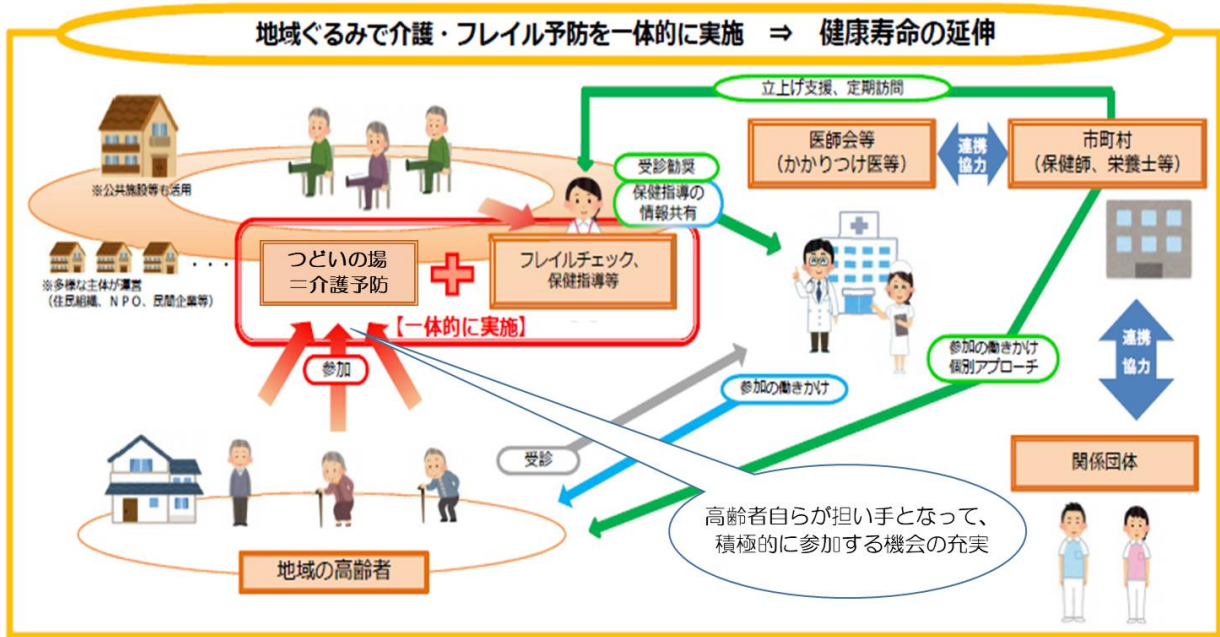 地域ぐるみで介護・フレイル予防を一体的に実施 ⇒ 健康寿命の延伸
立上げ支援、定期訪問
医師会等
(かかりつけ医等)
連携
協力
市町村
(保健師、栄養士等)
※公共施設等も活用
受診勧奨
保健指導の
情報共有
つどいの場
＝介護予防
フレイルチェック、
保健指導等
・・・
※多様な主体が運営
(住民組織、NPO、民間企業等)
【一体的に実施】
参加
参加の働きかけ
個別アプローチ
連携
協力
参加の働きかけ
受診
関係団体
高齢者自らが担い手となって、
積極的に参加する機会の充実
地域の高齢者